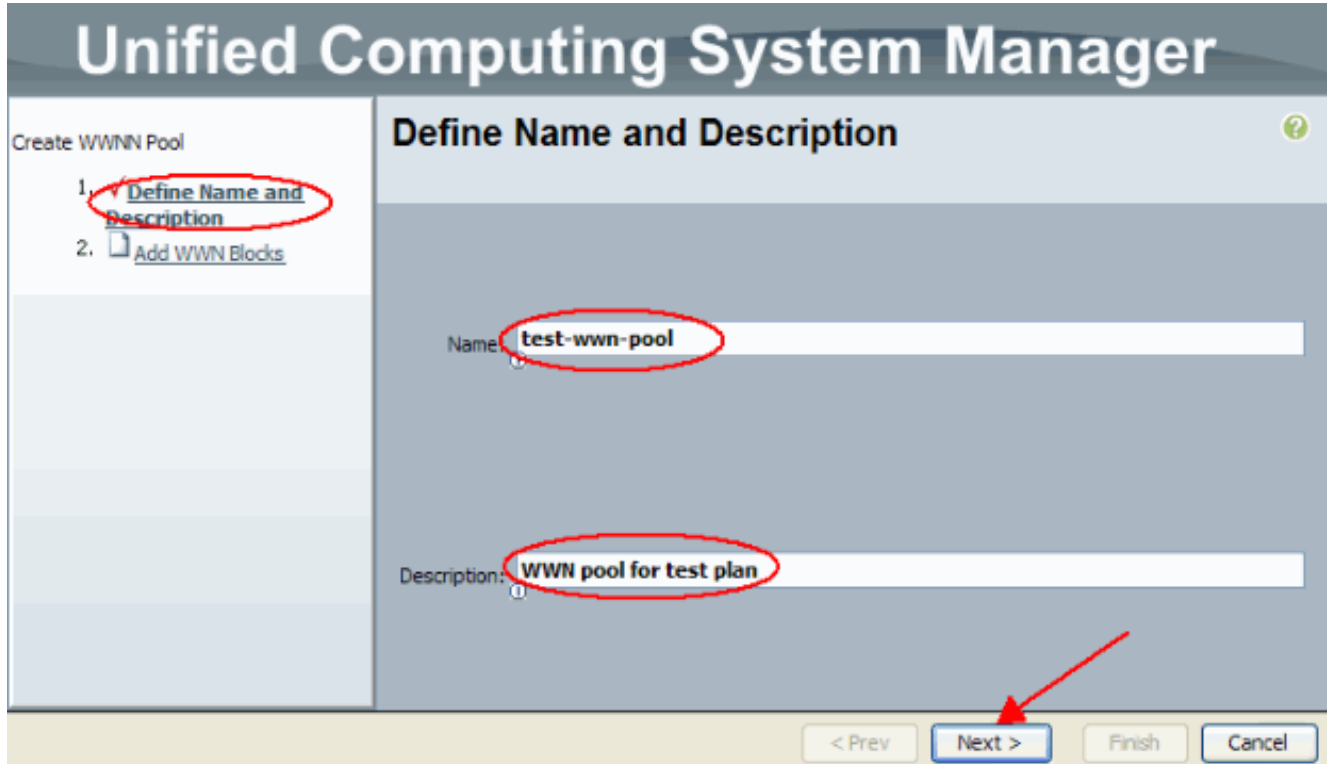 Unified Computing System Manager
Create WWNN Pool
1. Define Name and
Description
2. Add WWN Blocks
Define Name and Description
?
Name: test-wwn-pool
Description: WWN pool for test plan
< Prev
Next >
Finish
Cancel